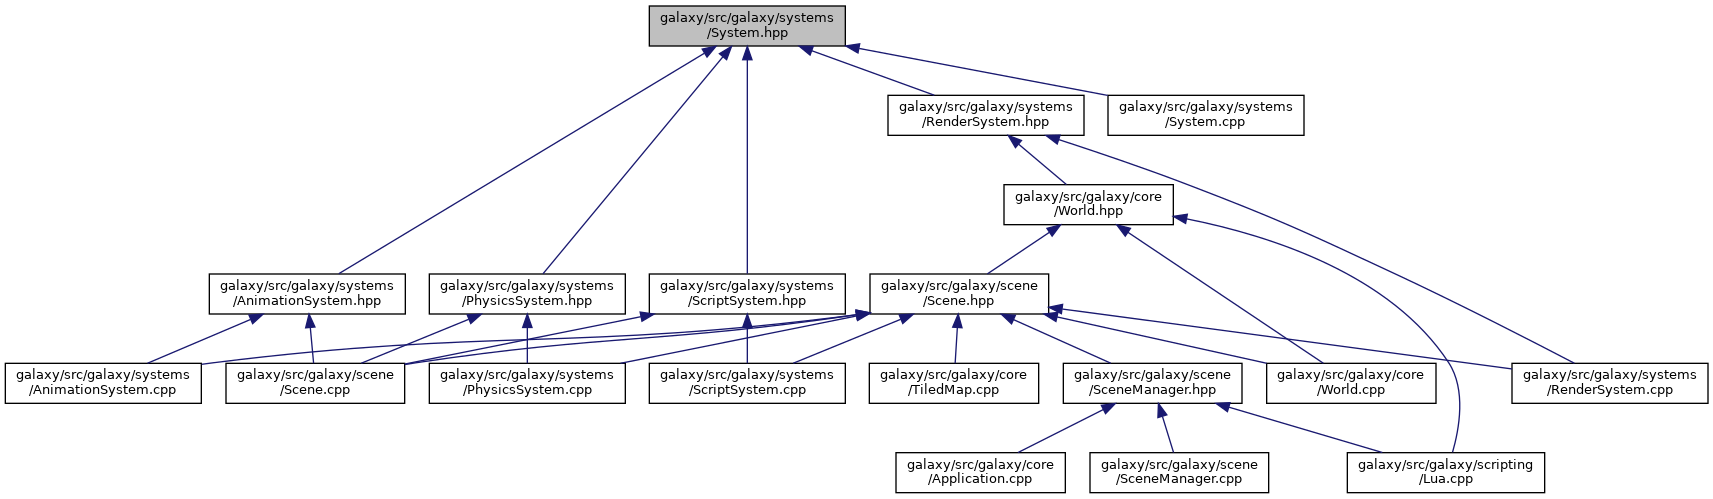 galaxy/src/galaxy/systems
/System.hpp
galaxy/src/galaxy/systems
/RenderSystem.hpp
galaxy/src/galaxy/systems
/System.cpp
galaxy/src/galaxy/core
/World.hpp
galaxy/src/galaxy/systems
/AnimationSystem.hpp
galaxy/src/galaxy/systems
/PhysicsSystem.hpp
galaxy/src/galaxy/systems
/ScriptSystem.hpp
galaxy/src/galaxy/scene
/Scene.hpp
galaxy/src/galaxy/systems
/AnimationSystem.cpp
galaxy/src/galaxy/scene
/Scene.cpp
galaxy/src/galaxy/systems
/PhysicsSystem.cpp
galaxy/src/galaxy/systems
/ScriptSystem.cpp
galaxy/src/galaxy/core
/TiledMap.cpp
galaxy/src/galaxy/scene
/SceneManager.hpp
galaxy/src/galaxy/core
/World.cpp
galaxy/src/galaxy/systems
/RenderSystem.cpp
galaxy/src/galaxy/core
/Application.cpp
galaxy/src/galaxy/scene
/SceneManager.cpp
galaxy/src/galaxy/scripting
/Lua.cpp